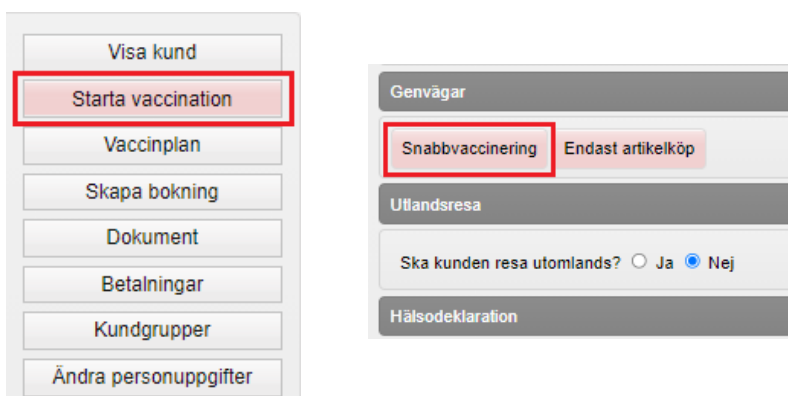 Visa kund
Starta vaccination
Vaccinplan
Skapa bokning
Dokument
Betalningar
Kundgrupper
Ändra personuppgifter
Genvägar
Snabbvaccinering Endast artikelköp
Utlandsresa
Ska kunden resa utomlands? Ja Nej
Hälsodeklaration